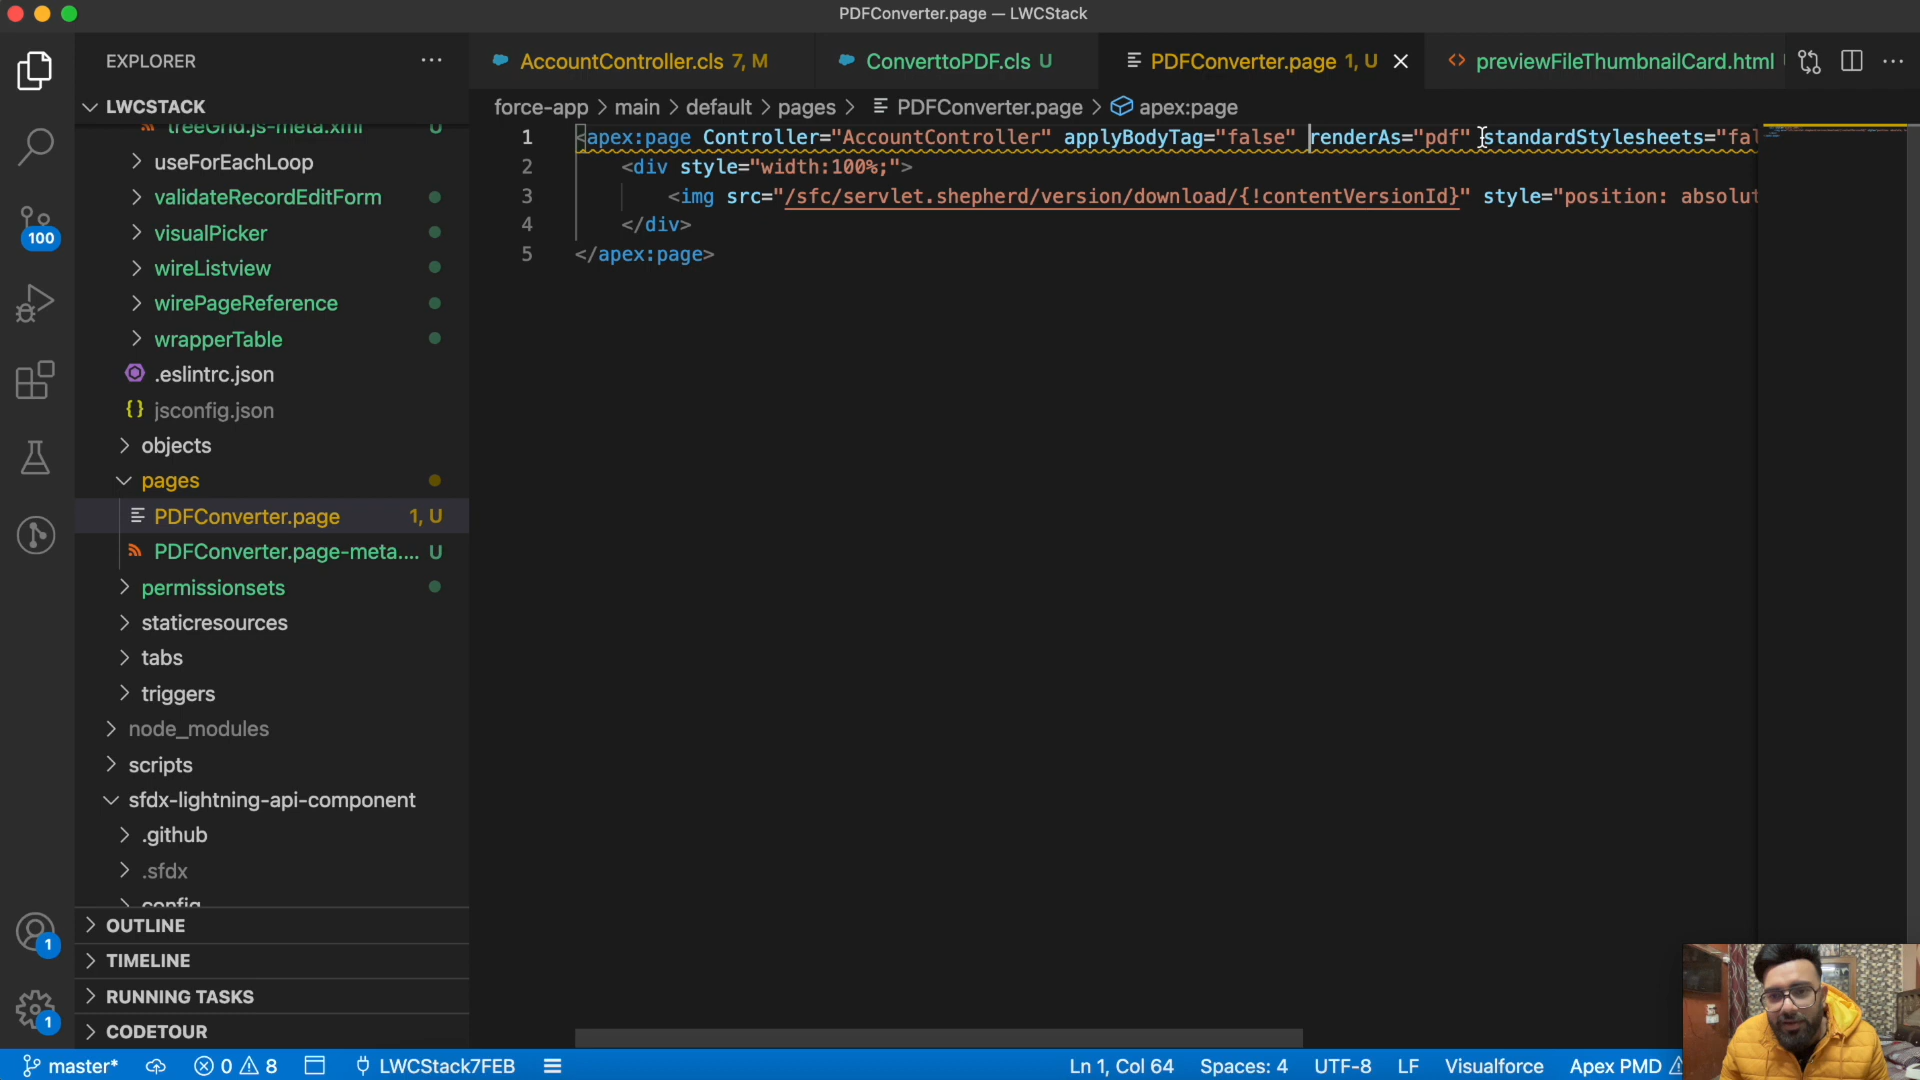 PDFConverter.page — LWCStack
EXPLORER
AccountController.cls 7, M
ConverttoPDF.cls U
PDFConverter.page 1, U
previewFileThumbnailCard.html
force-app > main > default > pages > PDFConverter.page > apex:page
LWCSTACK
treeGrid.js-meta.xml U
useForEachLoop
validateRecordEditForm
visualPicker
wireListview
wirePageReference
wrapperTable
.eslintrc.json
{} jsconfig.json
objects
pages
PDFConverter.page 1, U
PDFConverter.page-meta.... U
permissionsets
staticresources
tabs
triggers
node_modules
scripts
sfdx-lightning-api-component
.github
.sfdx
config
OUTLINE
TIMELINE
RUNNING TASKS
CODETOUR
100
1
1
1 <apex:page Controller="AccountController" applyBodyTag="false" renderAs="pdf" standardStylesheets="fal
2 <div style="width:100%;">
3 <img src="/sfc/servlet.shepherd/version/download/{!contentVersionId}" style="position: absolut
4 </div>
5 </apex:page>
master* 0 8 LWCStack7FEB Ln 1, Col 64 Spaces: 4 UTF-8 LF Visualforce Apex PMD